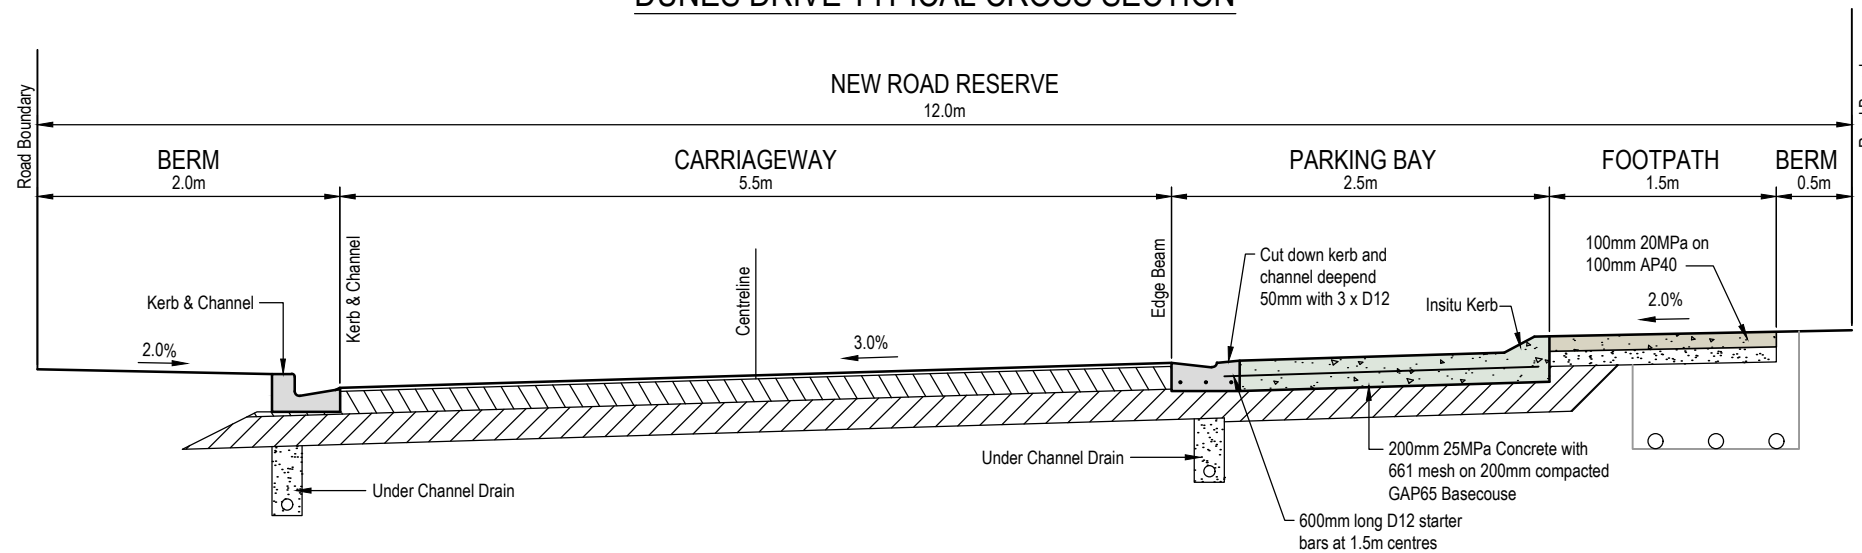 DUNES DRIVE TYPICAL CROSS SECTION
NEW ROAD RESERVE
12.0m
Road Boundary
BERM
2.0m
CARRIAGEWAY
5.5m
PARKING BAY
2.5m
FOOTPATH
1.5m
BERM
0.5m
Kerb & Channel
Kerb & Channel
Centreline
Edge Beam
Cut down kerb and
channel deepend
50mm with 3 x D12
Insitu Kerb
100mm 20MPa on
100mm AP40
2.0%
2.0%
3.0%
Under Channel Drain
Under Channel Drain
200mm 25MPa Concrete with
661 mesh on 200mm compacted
GAP65 Basecouse
600mm long D12 starter
bars at 1.5m centres